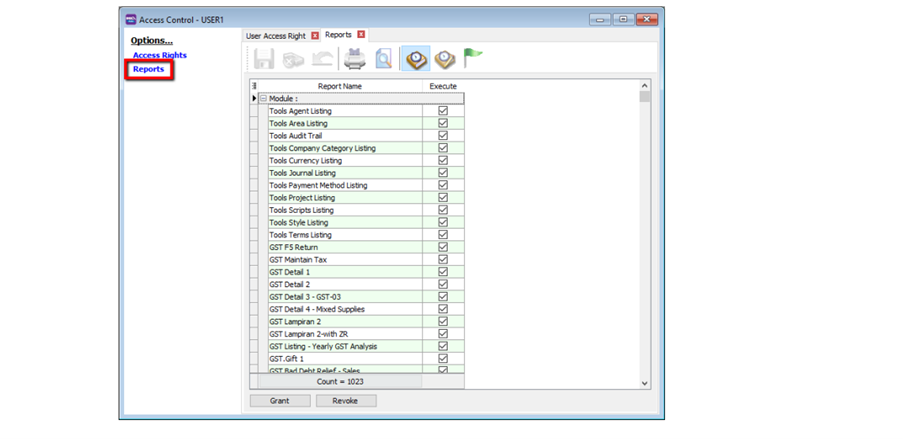 Access Control - USER1
Options...
Access Rights
Reports
User Access Right
Reports
Report Name Execute
Module :
Tools Agent Listing
Tools Area Listing
Tools Audit Trail
Tools Company Category Listing
Tools Currency Listing
Tools Journal Listing
Tools Payment Method Listing
Tools Project Listing
Tools Scripts Listing
Tools Style Listing
Tools Terms Listing
GST F5 Return
GST Maintain Tax
GST Detail 1
GST Detail 2
GST Detail 3 - GST-03
GST Detail 4 - Mixed Supplies
GST Lampiran 2
GST Lampiran 2-with ZR
GST Listing - Yearly GST Analysis
GST.Gift 1
GST Bad Debt Relief - Sales
Count = 1023
Grant Revoke